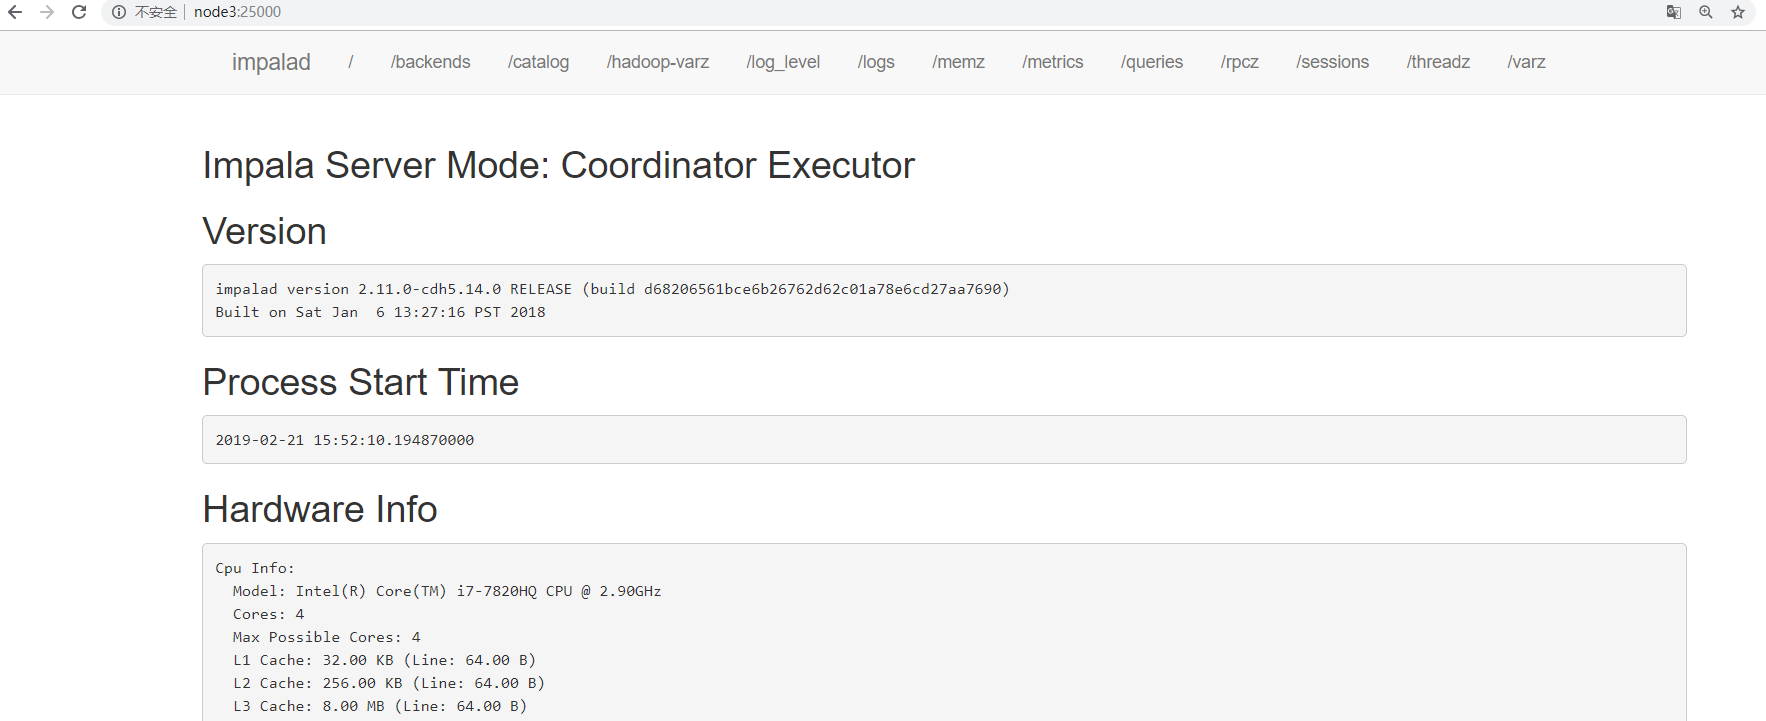 不安全 | node3:25000
impalad / /backends /catalog /hadoop-varz /log_level /logs /memz /metrics /queries /rpcz /sessions /threadz /varz
Impala Server Mode: Coordinator Executor
Version
impalad version 2.11.0-cdh5.14.0 RELEASE (build d68206561bce6b26762d62c01a78e6cd27aa7690)
Built on Sat Jan  6 13:27:16 PST 2018
Process Start Time
2019-02-21 15:52:10.194870000
Hardware Info
Cpu Info:
  Model: Intel(R) Core(TM) i7-7820HQ CPU @ 2.90GHz
  Cores: 4
  Max Possible Cores: 4
  L1 Cache: 32.00 KB (Line: 64.00 B)
  L2 Cache: 256.00 KB (Line: 64.00 B)
  L3 Cache: 8.00 MB (Line: 64.00 B)